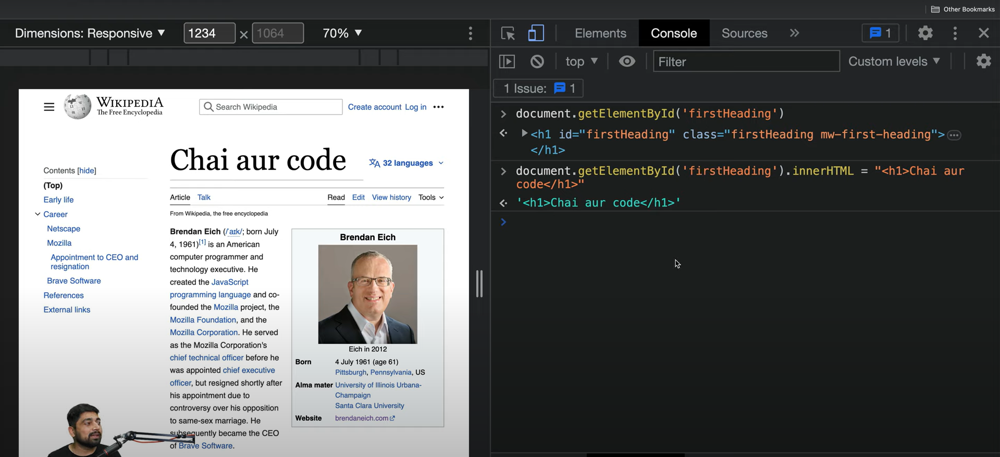 Other Bookmarks
Dimensions: Responsive ▼ 1234 × 1064 70% ▼
Elements Console Sources » 1
top ▼ Filter Custom levels ▼
1 Issue: 1
WIKIPEDIA
The Free Encyclopedia
Search Wikipedia
Create account Log in •••
Chai aur code
32 languages
Contents [hide]
(Top)
Early life
Career
Netscape
Mozilla
Appointment to CEO and
resignation
Brave Software
References
External links
Article Talk Read Edit View history Tools
From Wikipedia, the free encyclopedia
Brendan Eich (/ˈaɪk/; born July
4, 1961)[1] is an American
computer programmer and
technology executive. He
created the JavaScript
programming language and co-
founded the Mozilla project, the
Mozilla Foundation, and the
Mozilla Corporation. He served
as the Mozilla Corporation's
chief technical officer before he
was appointed chief executive
officer, but resigned shortly after
his appointment due to
controversy over his opposition
to same-sex marriage. He
subsequently became the CEO
of Brave Software.
Brendan Eich
Eich in 2012
Born 4 July 1961 (age 61)
Pittsburgh, Pennsylvania, US
Alma mater University of Illinois Urbana-
Champaign
Santa Clara University
Website brendaneich.com
> document.getElementById('firstHeading')
<h1 id="firstHeading" class="firstHeading mw-first-heading">…
</h1>
> document.getElementById('firstHeading').innerHTML = "<h1>Chai aur
code</h1>"
'<h1>Chai aur code</h1>'
>